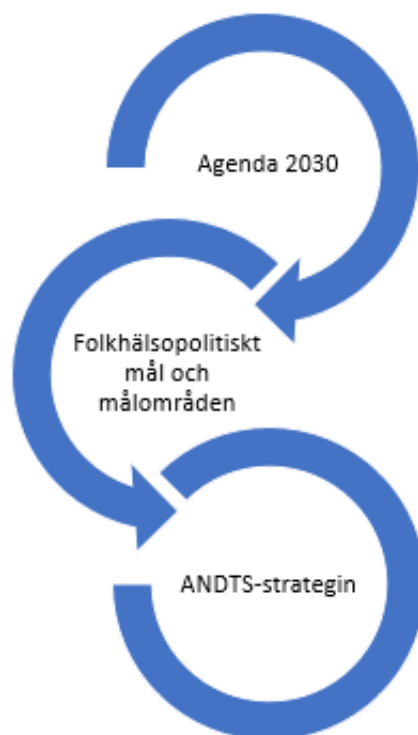 Agenda 2030
Folkhälsopolitiskt
mål och
målområden
ANDTS-strategin